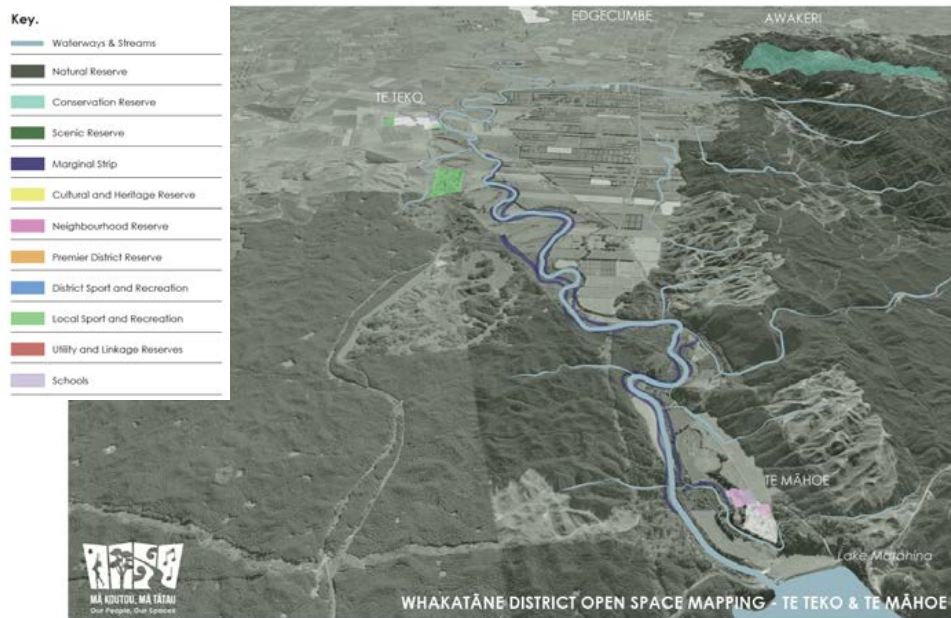 Key.
Waterways & Streams
Natural Reserve
Conservation Reserve
Scenic Reserve
Marginal Strip
Cultural and Heritage Reserve
Neighbourhood Reserve
Premier District Reserve
District Sport and Recreation
Local Sport and Recreation
Utility and Linkage Reserves
Schools
EDGECUMBE
AWAKERI
TE TEKO
TE MĀHOE
Lake Matahina
MĀ KOUTOU, MĀ TĀTAU
Our People, Our Spaces
WHAKATĀNE DISTRICT OPEN SPACE MAPPING - TE TEKO & TE MĀHOE